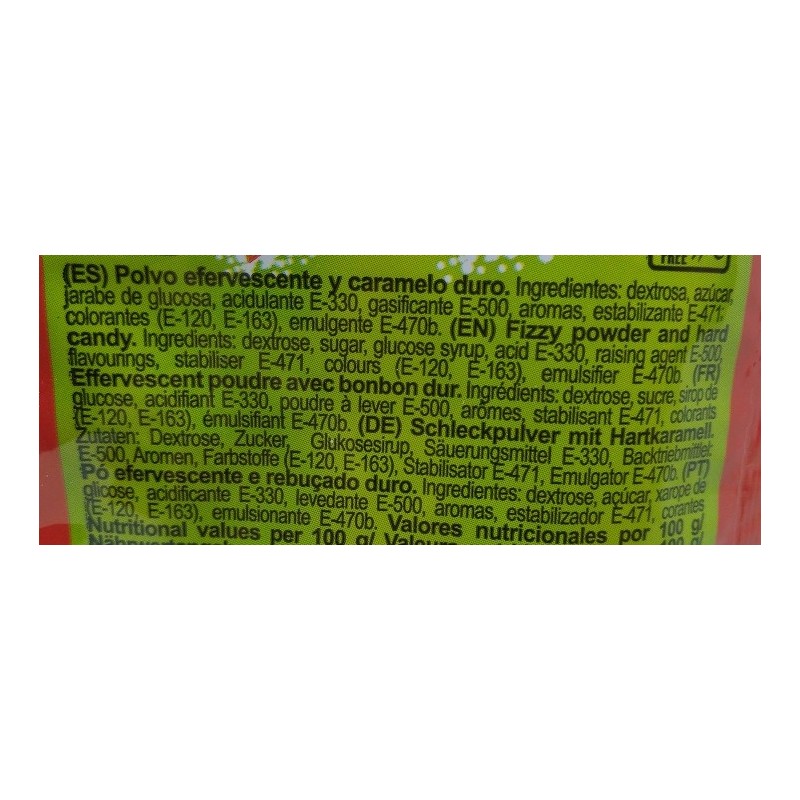 FREE
(ES) Polvo efervescente y caramelo duro. Ingredientes: dextrosa, azúcar,
jarabe de glucosa, acidulante E-330, gasificante E-500, aromas, estabilizante E-471,
colorantes (E-120, E-163), emulgente E-470b. (EN) Fizzy powder and hard
candy. Ingredients: dextrose, sugar, glucose syrup, acid E-330, raising agent E-500,
flavourings, stabiliser E-471, colours (E-120, E-163), emulsifier E-470b. (FR)
Effervescent poudre avec bonbon dur. Ingrédients: dextrose, sucre, sirop de
glucose, acidifiant E-330, poudre à lever E-500, arômes, stabilisant E-471, colorants
(E-120, E-163), émulsifiant E-470b. (DE) Schleckpulver mit Hartkaramell.
Zutaten: Dextrose, Zucker, Glukosesirup, Säuerungsmittel E-330, Backtriebmittlel:
E-500, Aromen, Farbstoffe (E-120, E-163), Stabilisator E-471, Emulgator E-470b. (PT)
Pó efervescente e rebuçado duro. Ingredientes: dextrose, açúcar, xarope de
glicose, acidificante E-330, levedante E-500, aromas, estabilizador E-471, corantes
(E-120, E-163), emulsionante E-470b. Valores nutricionales por 100 g/
Nutritional values per 100 g/